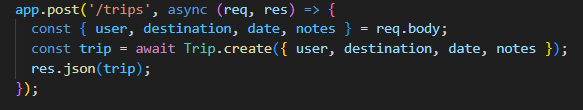 app.post('/trips', async (req, res) => {
  const { user, destination, date, notes } = req.body;
  const trip = await Trip.create({ user, destination, date, notes });
  res.json(trip);
});